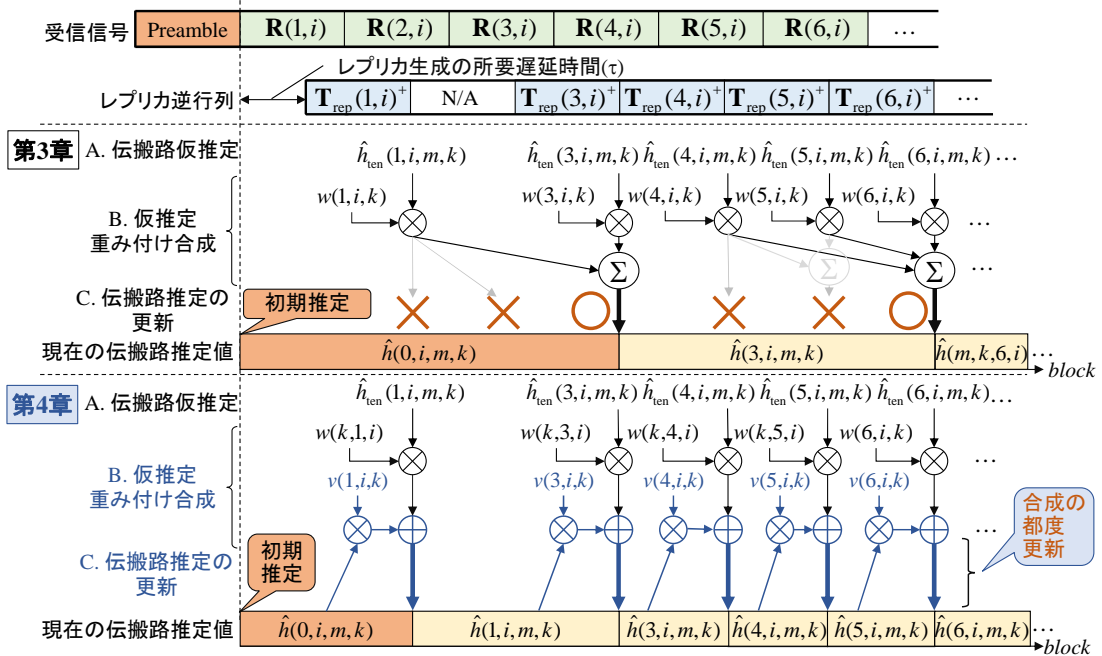 受信信号 Preamble R(1,i) R(2,i) R(3,i) R(4,i) R(5,i) R(6,i) …
レプリカ生成の所要遅延時間(τ)
レプリカ逆行列 T_rep(1,i)⁺ N/A T_rep(3,i)⁺ T_rep(4,i)⁺ T_rep(5,i)⁺ T_rep(6,i)⁺ …
第3章 A. 伝搬路仮推定 ĥ_ten(1,i,m,k) ĥ_ten(3,i,m,k) ĥ_ten(4,i,m,k) ĥ_ten(5,i,m,k) ĥ_ten(6,i,m,k) …
w(1,i,k) w(3,i,k) w(4,i,k) w(5,i,k) w(6,i,k)
B. 仮推定
重み付け合成
…
Σ Σ Σ …
C. 伝搬路推定の
更新
初期推定
現在の伝搬路推定値 ĥ(0,i,m,k) ĥ(3,i,m,k) ĥ(m,k,6,i) …
block
第4章 A. 伝搬路仮推定 ĥ_ten(1,i,m,k) ĥ_ten(3,i,m,k) ĥ_ten(4,i,m,k) ĥ_ten(5,i,m,k) ĥ_ten(6,i,m,k) …
w(k,1,i) w(k,3,i) w(k,4,i) w(k,5,i) w(6,i,k)
…
B. 仮推定
重み付け合成
v(1,i,k) v(3,i,k) v(4,i,k) v(5,i,k) v(6,i,k)
…
合成の
都度
更新
C. 伝搬路推定の
更新
初期
推定
現在の伝搬路推定値 ĥ(0,i,m,k) ĥ(1,i,m,k) ĥ(3,i,m,k) ĥ(4,i,m,k) ĥ(5,i,m,k) ĥ(6,i,m,k) …
block